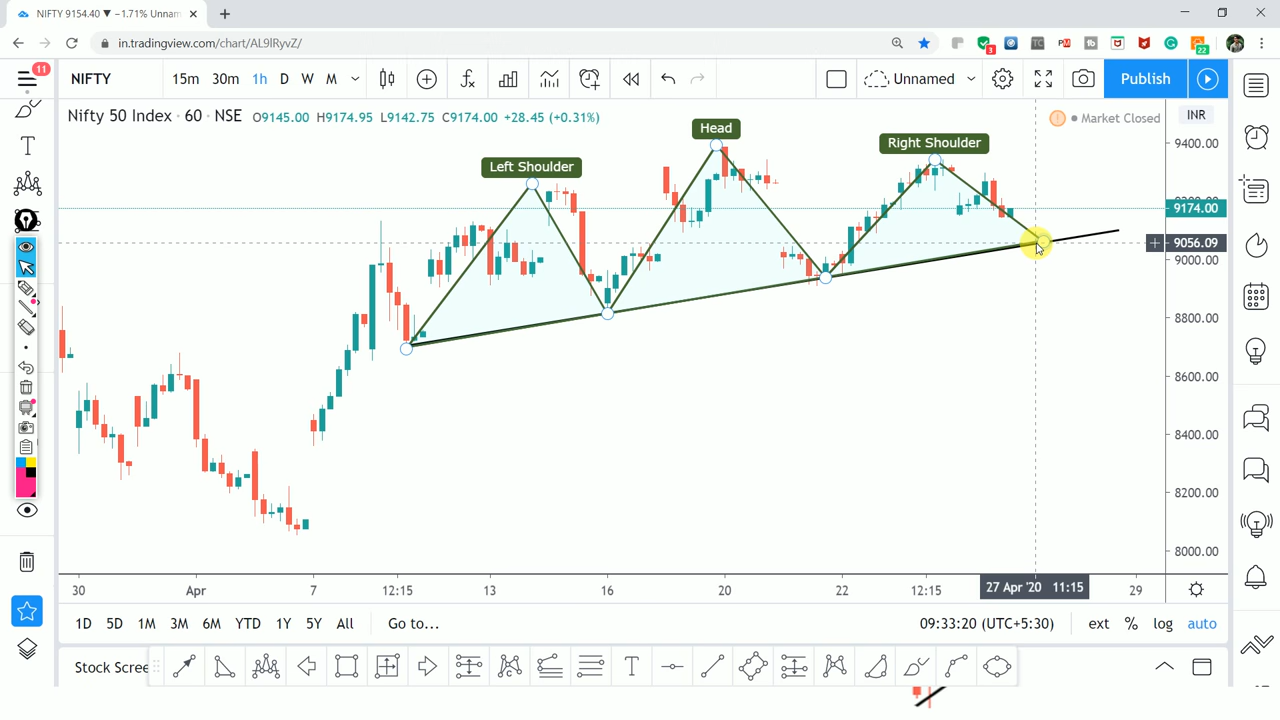 NIFTY 9154.40 ▼ −1.71% Unnam
in.tradingview.com/chart/AL9lRyvZ/
3
22
11
NIFTY 15m 30m 1h D W M Unnamed Publish
Nifty 50 Index · 60 · NSE O9145.00 H9174.95 L9142.75 C9174.00 +28.45 (+0.31%)
Market Closed
INR
Left Shoulder
Head
Right Shoulder
9400.00
9174.00
9056.09
9000.00
8800.00
8600.00
8400.00
8200.00
8000.00
30 Apr 7 12:15 13 16 20 22 12:15 27 Apr '20 11:15 29
1D 5D 1M 3M 6M YTD 1Y 5Y All Go to... 09:33:20 (UTC+5:30) ext % log auto
Stock Scree